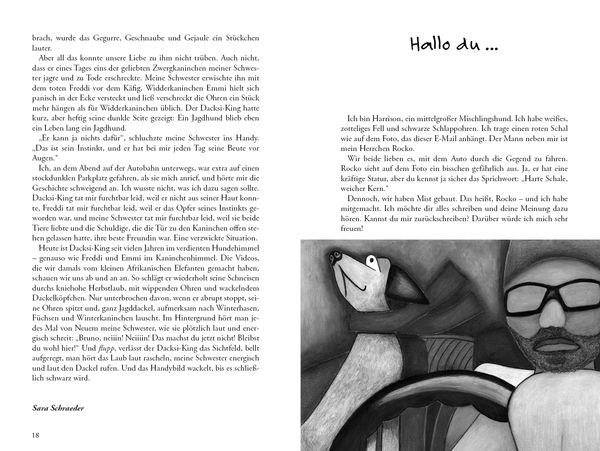 brach, wurde das Gegurre, Geschnaube und Gejaule ein Stückchen
lauter.
Aber all das konnte unsere Liebe zu ihm nicht trüben. Auch nicht,
dass er eines Tages eins der geliebten Zwergkaninchen meiner Schwes-
ter jagte und zu Tode erschreckte. Meine Schwester erwischte ihn mit
dem toten Freddi vor dem Käfig, Widderkaninchen Emmi hielt sich
panisch in der Ecke versteckt und ließ verschreckt die Ohren ein Stück
mehr hängen als für Widderkaninchen üblich. Der Dacksi-King hatte
kurz, aber heftig seine dunkle Seite gezeigt: Ein Jagdhund blieb eben
ein Leben lang ein Jagdhund.
„Er kann ja nichts dafür“, schluchzte meine Schwester ins Handy.
„Das ist sein Instinkt, und er hat bei mir jeden Tag seine Beute vor
Augen.“
Ich, an dem Abend auf der Autobahn unterwegs, war extra auf einen
stockdunklen Parkplatz gefahren, als sie mich anrief, und hörte mir die
Geschichte schweigend an. Ich wusste nicht, was ich dazu sagen sollte.
Dacksi-King tat mir furchtbar leid, weil er nicht aus seiner Haut konn-
te, Freddi tat mir furchtbar leid, weil er das Opfer seines Instinkts ge-
worden war, und meine Schwester tat mir furchtbar leid, weil sie beide
Tiere liebte und die Schuldige, die die Tür zu den Kaninchen offen ste-
hen gelassen hatte, ihre beste Freundin war. Eine verzwickte Situation.
Heute ist Dacksi-King seit vielen Jahren im verdienten Hundehimmel
– genauso wie Freddi und Emmi im Kaninchenhimmel. Die Videos,
die wir damals vom kleinen Afrikanischen Elefanten gemacht haben,
schauen wir uns ab und an an. So schlägt er wiederholt seine Schneisen
durchs kniehohe Herbstlaub, mit wippenden Ohren und wackelndem
Dackelköpfchen. Nur unterbrochen davon, wenn er abrupt stoppt, sei-
ne Ohren spitzt und, ganz Jagddackel, aufmerksam nach Winterhasen,
Füchsen und Winterkaninchen lauscht. Im Hintergrund hört man je-
des Mal von Neuem meine Schwester, wie sie plötzlich laut und ener-
gisch schreit: „Bruno, neiiin! Neiiiin! Das machst du jetzt nicht! Bleibst
du wohl hier!“ Und flupp, verlässt der Dacksi-King das Sichtfeld, bellt
aufgeregt, man hört das Laub laut rascheln, meine Schwester energisch
und laut den Dackel rufen. Und das Handybild wackelt, bis es schließ-
lich schwarz wird.
Sara Schraeder
18
Hallo du ...
Ich bin Harrison, ein mittelgroßer Mischlingshund. Ich habe weißes,
zotteliges Fell und schwarze Schlappohren. Ich trage einen roten Schal
wie auf dem Foto, das dieser E-Mail anhängt. Der Mann neben mir ist
mein Herrchen Rocko.
Wir beide lieben es, mit dem Auto durch die Gegend zu fahren.
Rocko sieht auf dem Foto ein bisschen gefährlich aus. Ja, er hat eine
kräftige Statur, aber du kennst ja sicher das Sprichwort: „Harte Schale,
weicher Kern.“
Dennoch, wir haben Mist gebaut. Das heißt, Rocko – und ich habe
mitgemacht. Ich möchte dir alles schreiben und deine Meinung dazu
hören. Kannst du mir zurückschreiben? Darüber würde ich mich sehr
freuen!